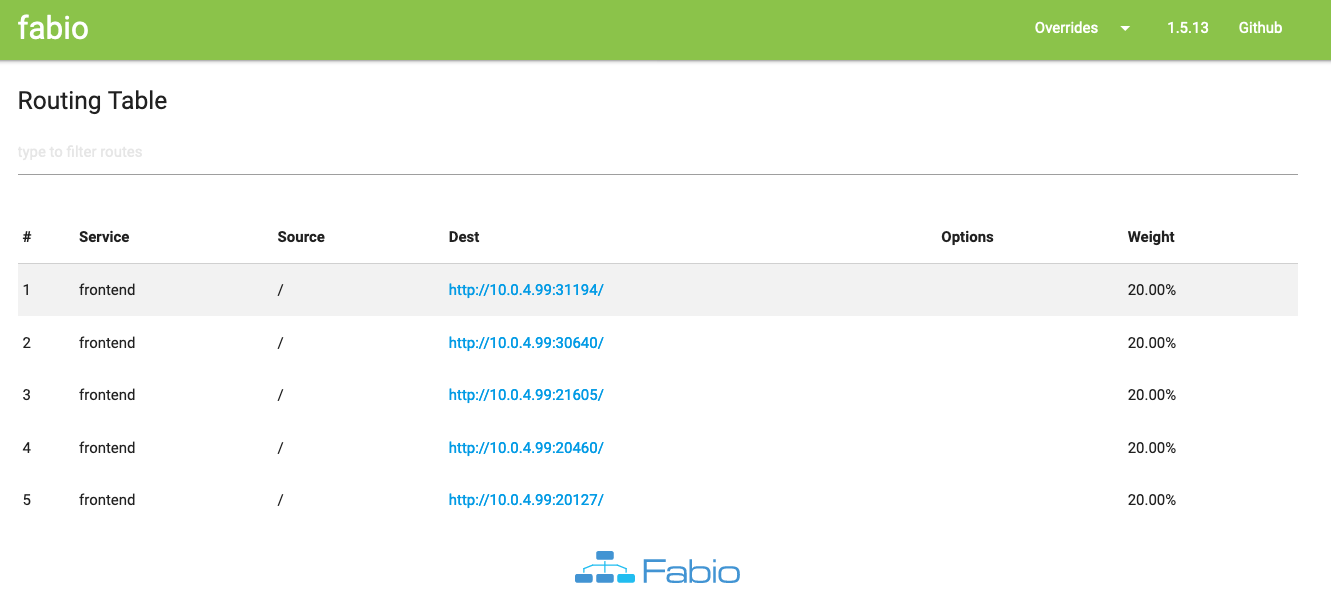 fabio Overrides 1.5.13 Github
Routing Table
type to filter routes
# Service Source Dest Options Weight
1 frontend / http://10.0.4.99:31194/ 20.00%
2 frontend / http://10.0.4.99:30640/ 20.00%
3 frontend / http://10.0.4.99:21605/ 20.00%
4 frontend / http://10.0.4.99:20460/ 20.00%
5 frontend / http://10.0.4.99:20127/ 20.00%
Fabio